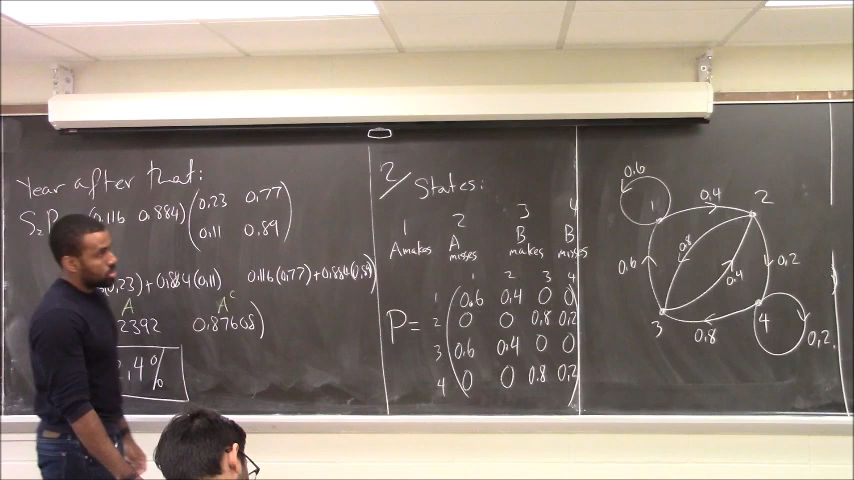 Year after that:
S₂P (0.116 0.884) (0.23 0.77
0.11 0.89)
(0.23) + 0.884(0.11) 0.116(0.77) + 0.884(0.89)
A Aᶜ
2392 0.87608)
2.4%
2/ States:
1 2 3 4
A makes A misses B makes B misses
1 2 3 4
1 (0.6 0.4 0 0)
P = 2 0 0 0.8 0.2
3 0.6 0.4 0 0
4 0 0 0.8 0.2
0.6
0.4
1 2
0.8
0.6 0.4 0.2
3 4
0.8 0.2